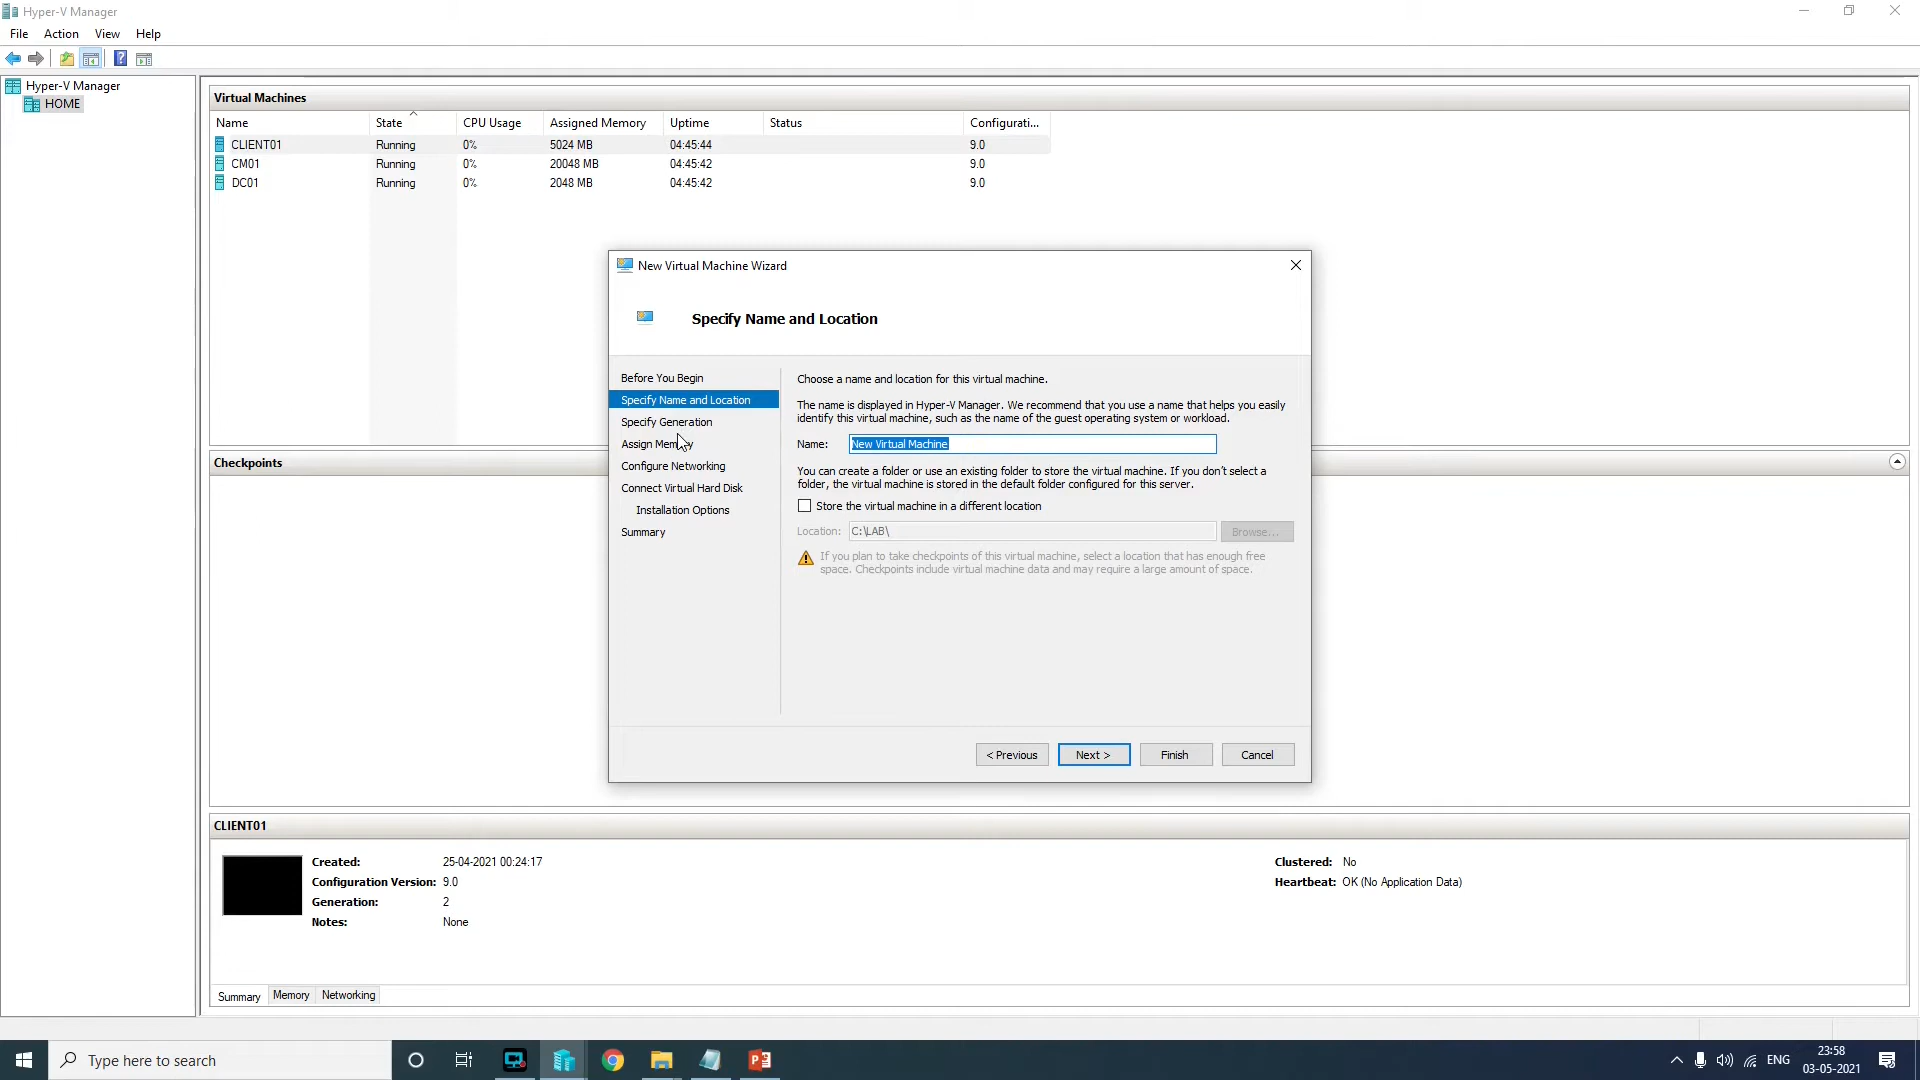 Hyper-V Manager
File Action View Help
Hyper-V Manager
HOME
Virtual Machines
Name State CPU Usage Assigned Memory Uptime Status Configurati...
CLIENT01 Running 0% 5024 MB 04:45:44 9.0
CM01 Running 0% 20048 MB 04:45:42 9.0
DC01 Running 0% 2048 MB 04:45:42 9.0
New Virtual Machine Wizard
Specify Name and Location
Before You Begin
Specify Name and Location
Specify Generation
Assign Memory
Configure Networking
Connect Virtual Hard Disk
Installation Options
Summary
Choose a name and location for this virtual machine.
The name is displayed in Hyper-V Manager. We recommend that you use a name that helps you easily
identify this virtual machine, such as the name of the guest operating system or workload.
Name: New Virtual Machine
You can create a folder or use an existing folder to store the virtual machine. If you don't select a
folder, the virtual machine is stored in the default folder configured for this server.
Store the virtual machine in a different location
Location: C:\LAB\ Browse...
If you plan to take checkpoints of this virtual machine, select a location that has enough free
space. Checkpoints include virtual machine data and may require a large amount of space.
< Previous Next > Finish Cancel
Checkpoints
CLIENT01
Created: 25-04-2021 00:24:17 Clustered: No
Configuration Version: 9.0 Heartbeat: OK (No Application Data)
Generation: 2
Notes: None
Summary Memory Networking
Type here to search
ENG
23:58
03-05-2021